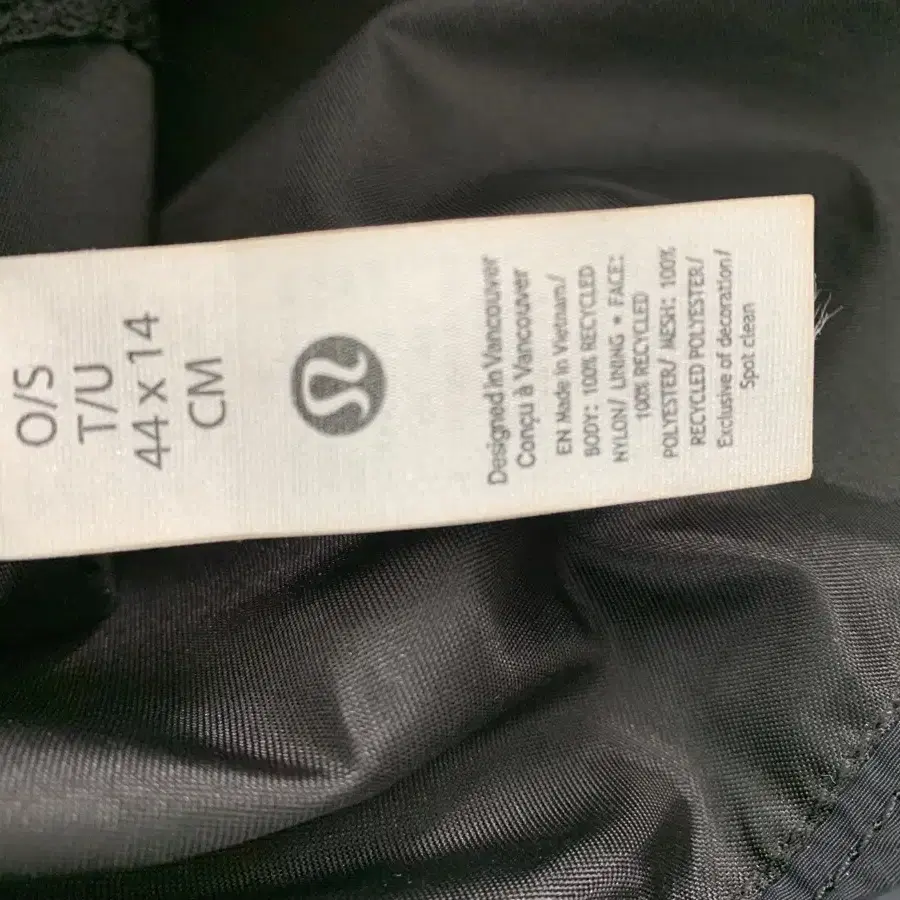 O/S
T/U
44 x 14
CM
Designed in Vancouver
Conçu à Vancouver
EN Made in Vietnam/
BODY: 100% RECYCLED
NYLON/ LINING • FACE:
100% RECYCLED
POLYESTER/ MESH: 100%
RECYCLED POLYESTER/
Exclusive of decoration/
Spot clean